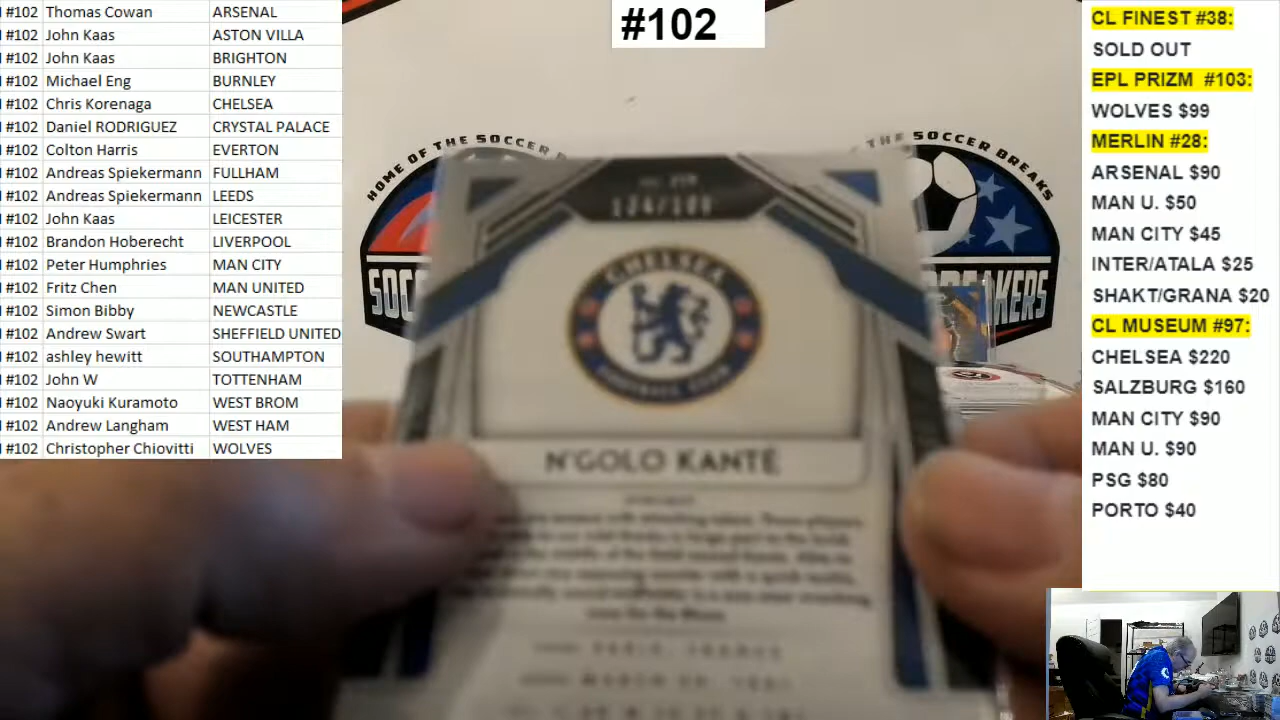 #102 Thomas Cowan ARSENAL
#102 John Kaas ASTON VILLA
#102 John Kaas BRIGHTON
#102 Michael Eng BURNLEY
#102 Chris Korenaga CHELSEA
#102 Daniel RODRIGUEZ CRYSTAL PALACE
#102 Colton Harris EVERTON
#102 Andreas Spiekermann FULLHAM
#102 Andreas Spiekermann LEEDS
#102 John Kaas LEICESTER
#102 Brandon Hoberecht LIVERPOOL
#102 Peter Humphries MAN CITY
#102 Fritz Chen MAN UNITED
#102 Simon Bibby NEWCASTLE
#102 Andrew Swart SHEFFIELD UNITED
#102 ashley hewitt SOUTHAMPTON
#102 John W TOTTENHAM
#102 Naoyuki Kuramoto WEST BROM
#102 Andrew Langham WEST HAM
#102 Christopher Chiovitti WOLVES
#102
HOME OF THE SOCCER
THE SOCCER BREAKS
SOCC
KERS
CHELSEA
FOOTBALL CLUB
N'GOLO KANTÉ
CL FINEST #38:
SOLD OUT
EPL PRIZM #103:
WOLVES $99
MERLIN #28:
ARSENAL $90
MAN U. $50
MAN CITY $45
INTER/ATALA $25
SHAKT/GRANA $20
CL MUSEUM #97:
CHELSEA $220
SALZBURG $160
MAN CITY $90
MAN U. $90
PSG $80
PORTO $40